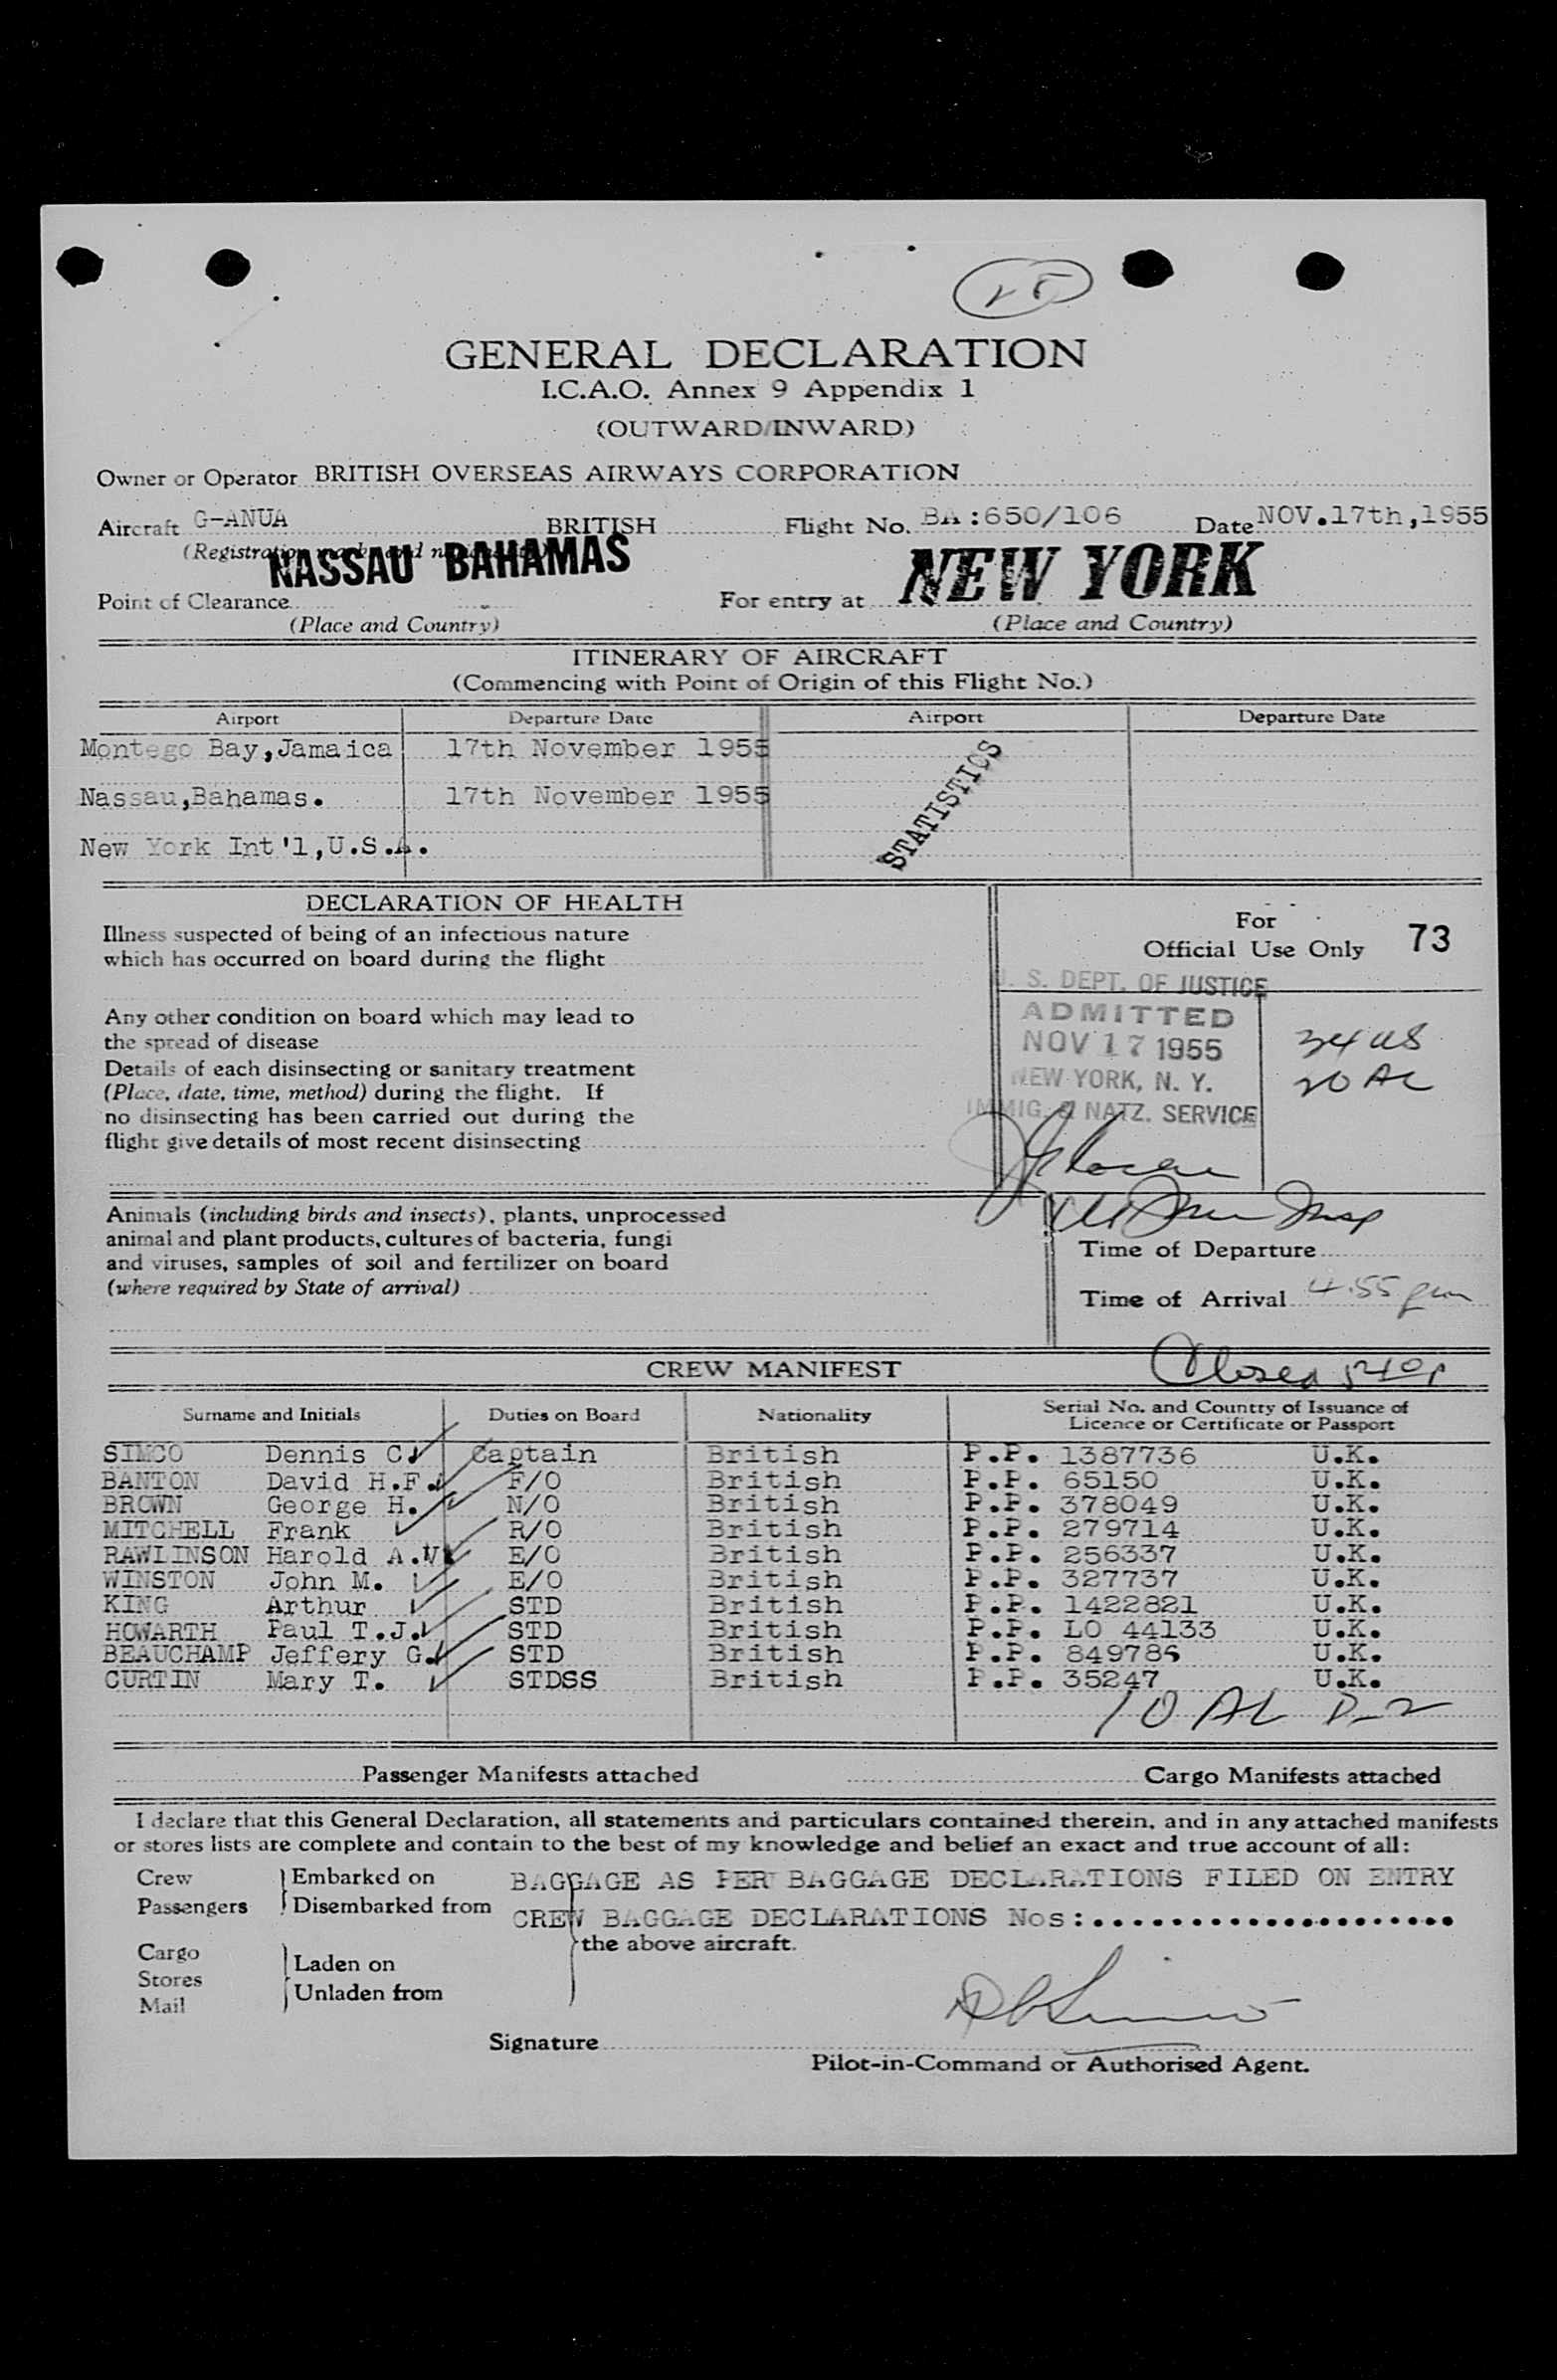 GENERAL DECLARATION
I.C.A.O. Annex 9 Appendix 1
(OUTWARD/INWARD)
Owner or Operator BRITISH OVERSEAS AIRWAYS CORPORATION
Aircraft G-ANUA BRITISH Flight No. BA:650/106 Date NOV.17th,1955
NASSAU BAHAMAS NEW YORK
Point of Clearance For entry at
(Place and Country) (Place and Country)
ITINERARY OF AIRCRAFT
(Commencing with Point of Origin of this Flight No.)
Airport Departure Date Airport Departure Date
Montego Bay,Jamaica 17th November 1955
Nassau,Bahamas. 17th November 1955
New York Int'l,U.S.A.
STATISTICS
DECLARATION OF HEALTH
Illness suspected of being of an infectious nature
which has occurred on board during the flight
Any other condition on board which may lead to
the spread of disease
Details of each disinsecting or sanitary treatment
(Place, date, time, method) during the flight. If
no disinsecting has been carried out during the
flight give details of most recent disinsecting
For
Official Use Only 73
U. S. DEPT. OF JUSTICE
ADMITTED
NOV 17 1955
NEW YORK, N. Y.
IMMIG. & NATZ. SERVICE
34 US
20 AL
Animals (including birds and insects), plants, unprocessed
animal and plant products, cultures of bacteria, fungi
and viruses, samples of soil and fertilizer on board
(where required by State of arrival)
Time of Departure
Time of Arrival 4.55 pm
CREW MANIFEST Closed
Surname and Initials Duties on Board Nationality Serial No. and Country of Issuance of
Licence or Certificate or Passport
SIMCO Dennis C. Captain British P.P. 1387736 U.K.
BANTON David H.F. F/O British P.P. 65150 U.K.
BROWN George H. N/O British P.P. 378049 U.K.
MITCHELL Frank R/O British P.P. 279714 U.K.
RAWLINSON Harold A.W. E/O British P.P. 256337 U.K.
WINSTON John M. E/O British P.P. 327737 U.K.
KING Arthur STD British P.P. 1422821 U.K.
HOWARTH Paul T.J. STD British P.P. LO 44133 U.K.
BEAUCHAMP Jeffery G. STD British P.P. 849785 U.K.
CURTIN Mary T. STDSS British P.P. 35247 U.K.
10 AL D-2
Passenger Manifests attached Cargo Manifests attached
I declare that this General Declaration, all statements and particulars contained therein, and in any attached manifests
or stores lists are complete and contain to the best of my knowledge and belief an exact and true account of all:
Crew Embarked on BAGGAGE AS PER BAGGAGE DECLARATIONS FILED ON ENTRY
Passengers Disembarked from CREW BAGGAGE DECLARATIONS Nos:.....................
the above aircraft.
Cargo
Stores Laden on
Mail Unladen from
Signature
Pilot-in-Command or Authorised Agent.